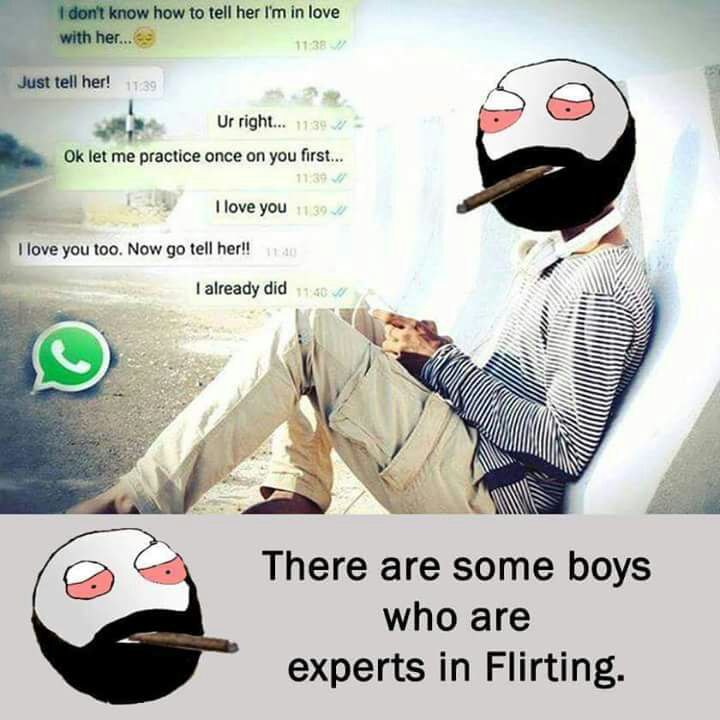 I don't know how to tell her I'm in love
with her...😔
11:38
Just tell her! 11:39
Ur right... 11:39
Ok let me practice once on you first...
11:39
I love you 11:39
I love you too. Now go tell her!! 11:40
I already did 11:40
There are some boys
who are
experts in Flirting.